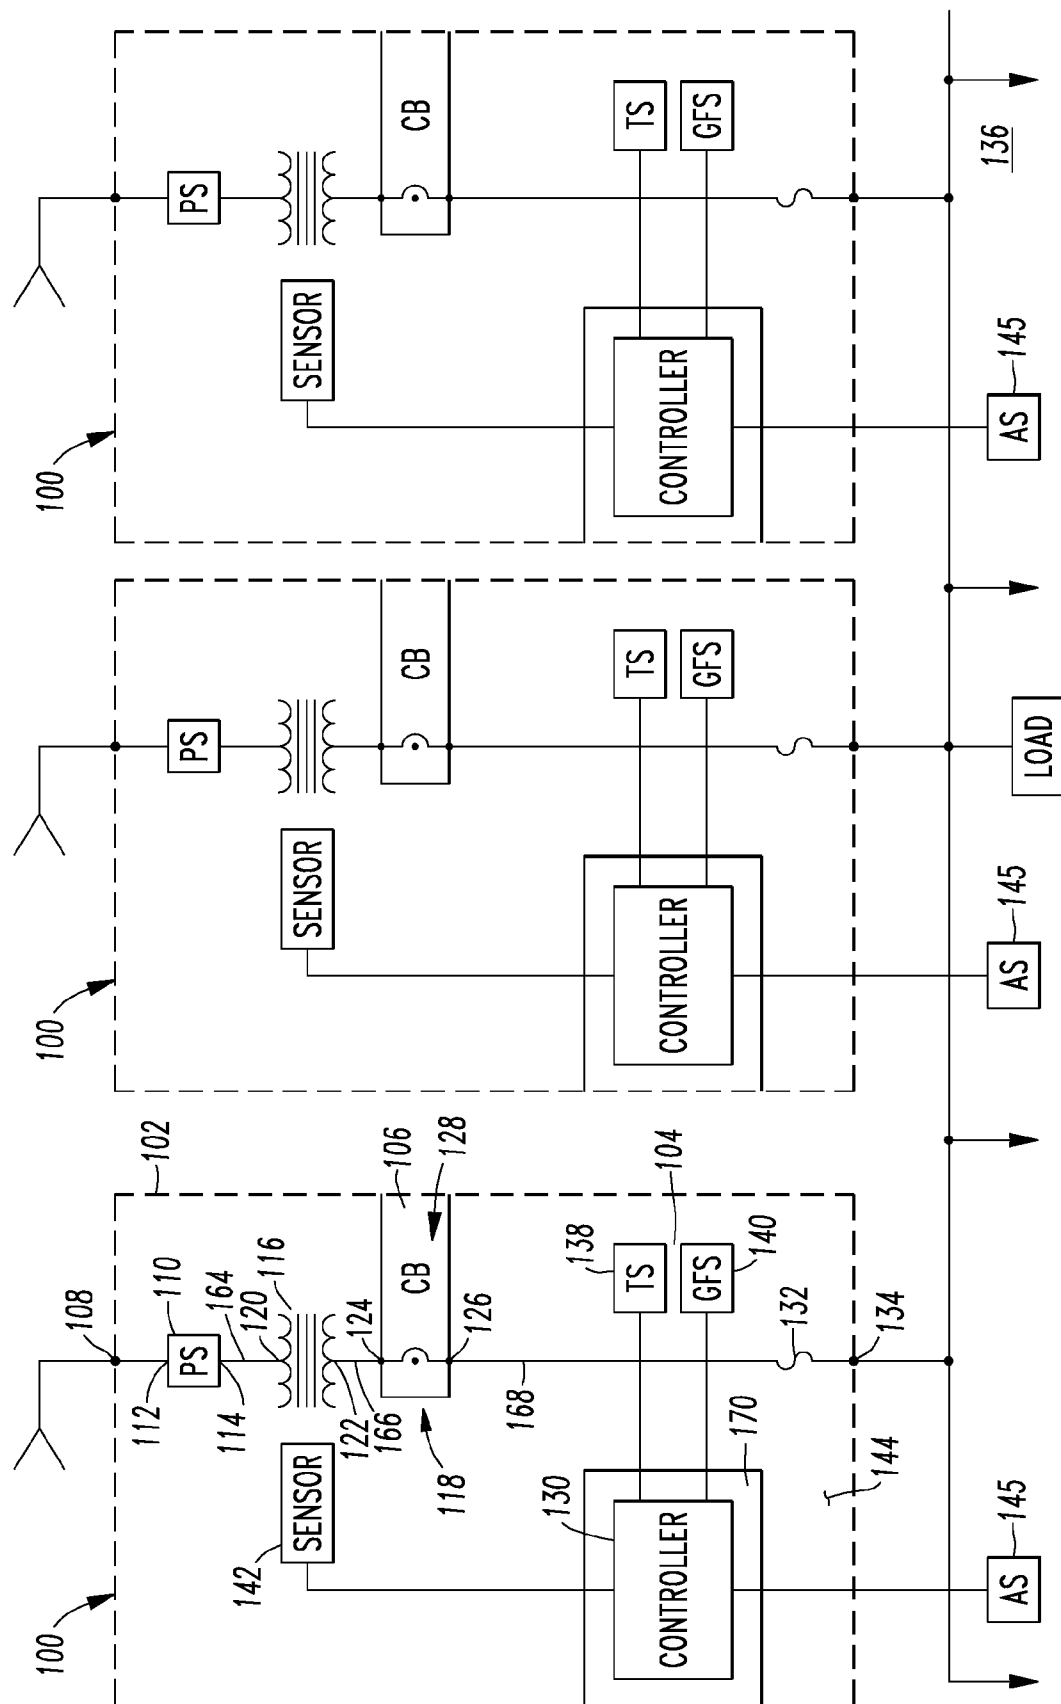 100
102
108
110
PS
112
114
164
120
116
SENSOR
142
122
166
124
CB
106
128
118
126
168
130
CONTROLLER
170
TS
138
104
GFS
140
132
134
144
AS
145
100
PS
SENSOR
CB
CONTROLLER
TS
GFS
AS
145
LOAD
100
PS
SENSOR
CB
CONTROLLER
TS
GFS
AS
145
136